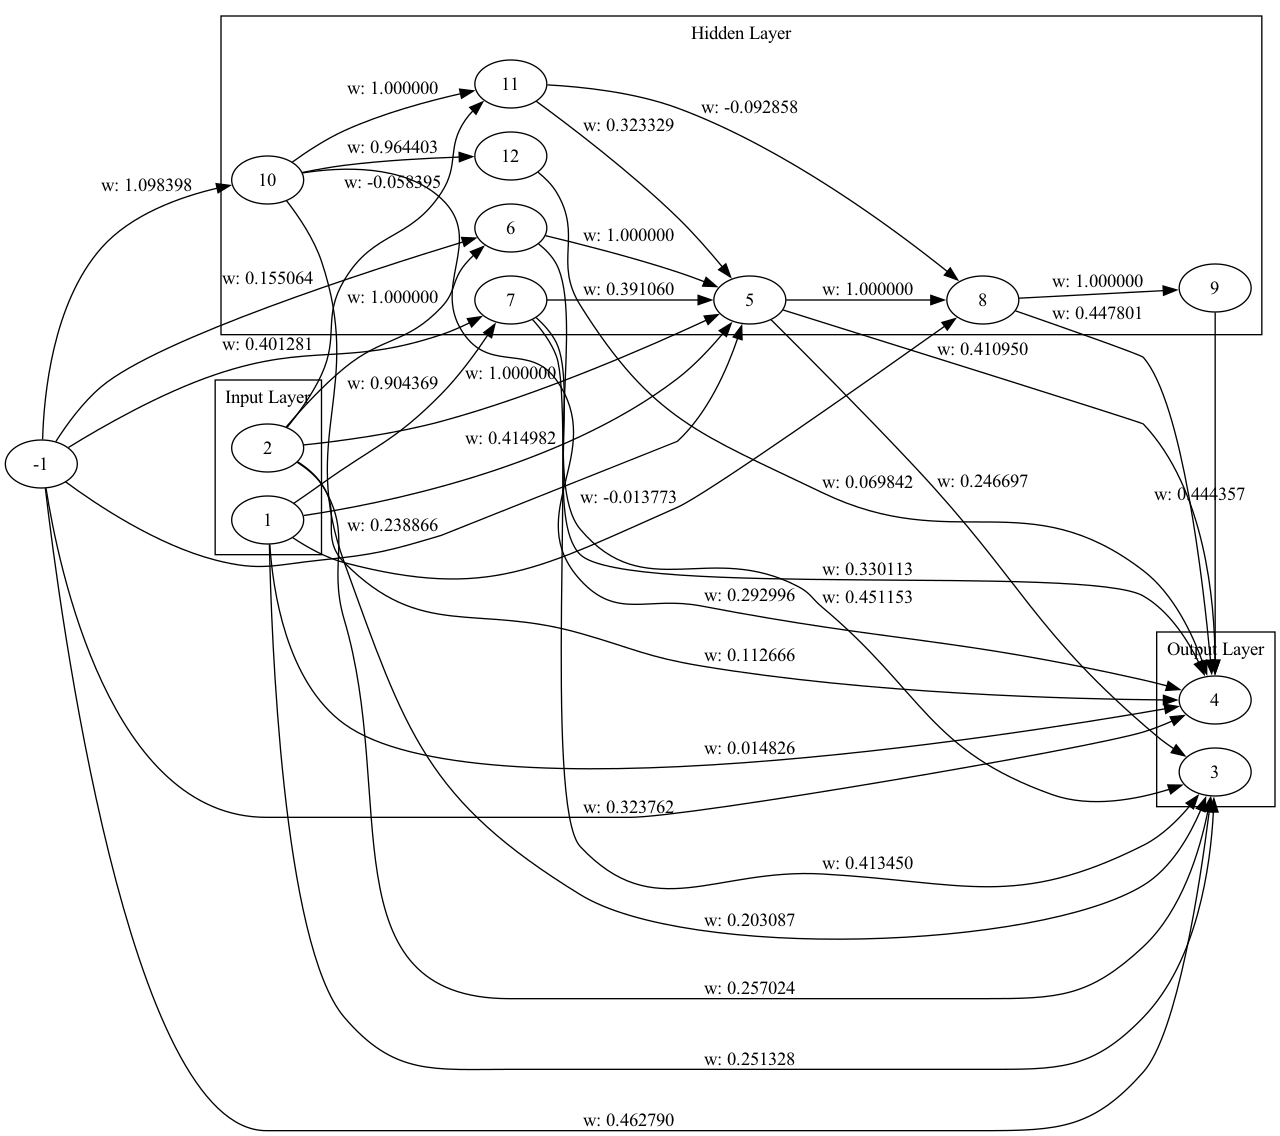 Hidden Layer
11
w: 1.000000
w: -0.092858
w: 0.323329
w: 0.964403
12
10
w: -0.058395
w: 1.098398
6
w: 1.000000
w: 0.155064
w: 1.000000
7
w: 0.391060
5
w: 1.000000
8
w: 1.000000
9
w: 0.447801
w: 0.401281
w: 0.410950
w: 1.000000
w: 0.904369
Input Layer
2
w: 0.414982
-1
w: 0.069842
w: 0.246697
w: 0.444357
w: -0.013773
1
w: 0.238866
w: 0.330113
w: 0.292996
w: 0.451153
Output Layer
w: 0.112666
4
w: 0.014826
3
w: 0.323762
w: 0.413450
w: 0.203087
w: 0.257024
w: 0.251328
w: 0.462790